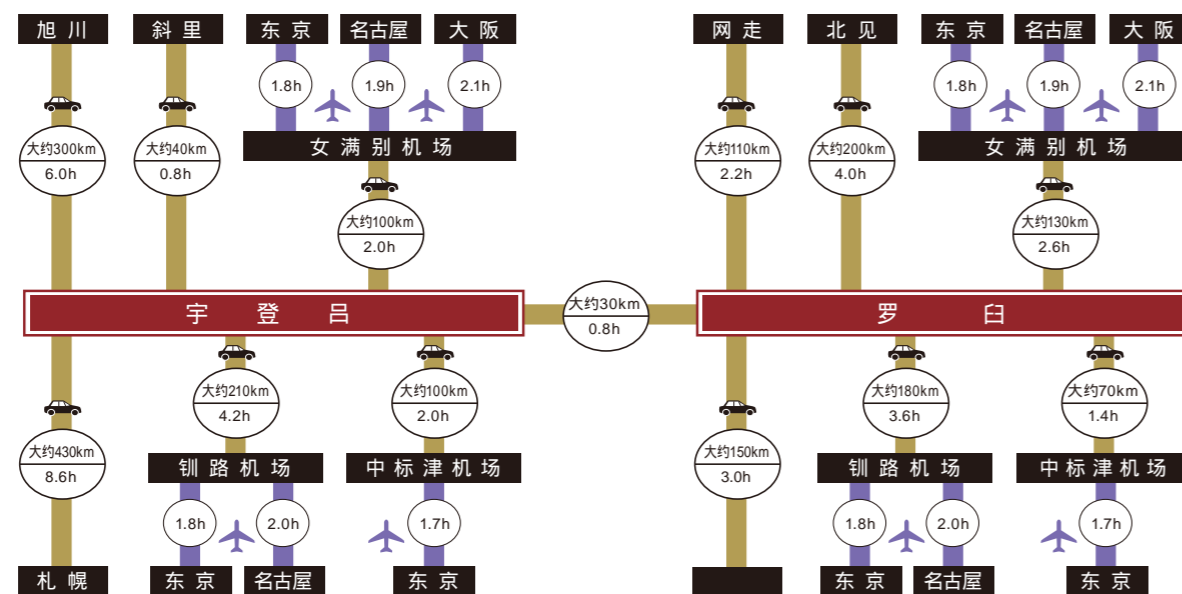 旭川
斜里
东京
名古屋
大阪
网走
北见
东京
名古屋
大阪
1.8h
1.9h
2.1h
1.8h
1.9h
2.1h
女满别机场
女满别机场
大约300km
6.0h
大约40km
0.8h
大约110km
2.2h
大约200km
4.0h
大约100km
2.0h
大约130km
2.6h
宇登吕
大约30km
0.8h
罗臼
大约210km
4.2h
大约100km
2.0h
大约180km
3.6h
大约70km
1.4h
大约430km
8.6h
大约150km
3.0h
钏路机场
中标津机场
钏路机场
中标津机场
1.8h
2.0h
1.7h
1.8h
2.0h
1.7h
札幌
东京
名古屋
东京
东京
名古屋
东京